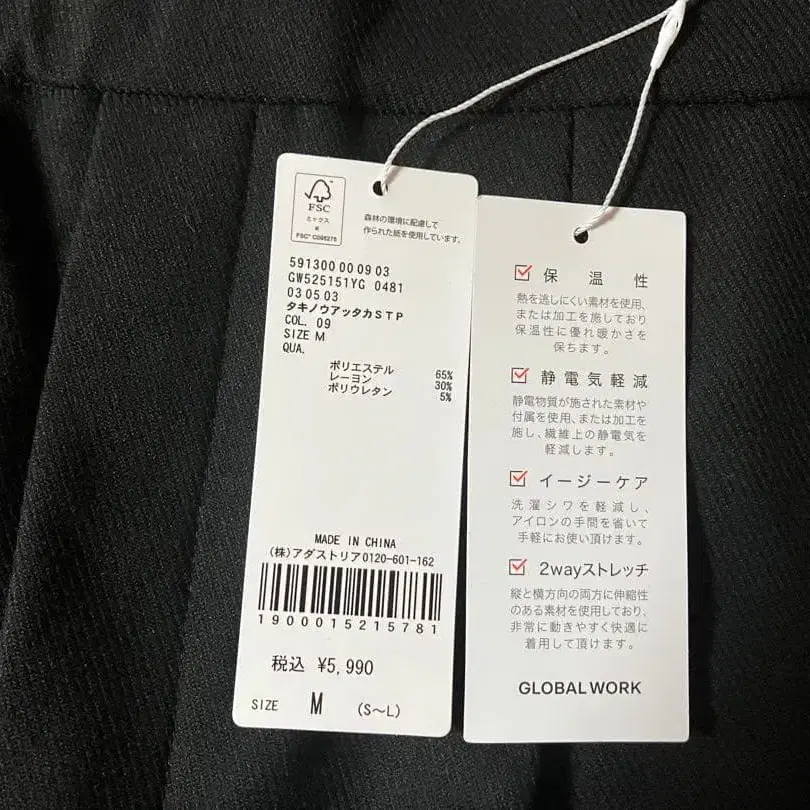 FSC
ミックス
紙
FSC® C095275
森林の環境に配慮して
作られた紙を使用しています。
591300 00 09 03
GW525151YG 0481
03 05 03
タキノウアッタカSTP
COL. 09
SIZE M
QUA.
ポリエステル 65%
レーヨン 30%
ポリウレタン 5%
MADE IN CHINA
(株)アダストリア0120-601-162
1900015215781
税込 ¥5,990
SIZE M (S〜L)
保温性
熱を逃しにくい素材を使用、
または加工を施しており
保温性に優れ暖かさを
保ちます。
静電気軽減
静電物質が施された素材や
付属を使用、または加工を
施し、繊維上の静電気を
軽減します。
イージーケア
洗濯シワを軽減し、
アイロンの手間を省いて
手軽にお使い頂けます。
2wayストレッチ
縦と横方向の両方に伸縮性
のある素材を使用しており、
非常に動きやすく快適に
着用して頂けます。
GLOBAL WORK